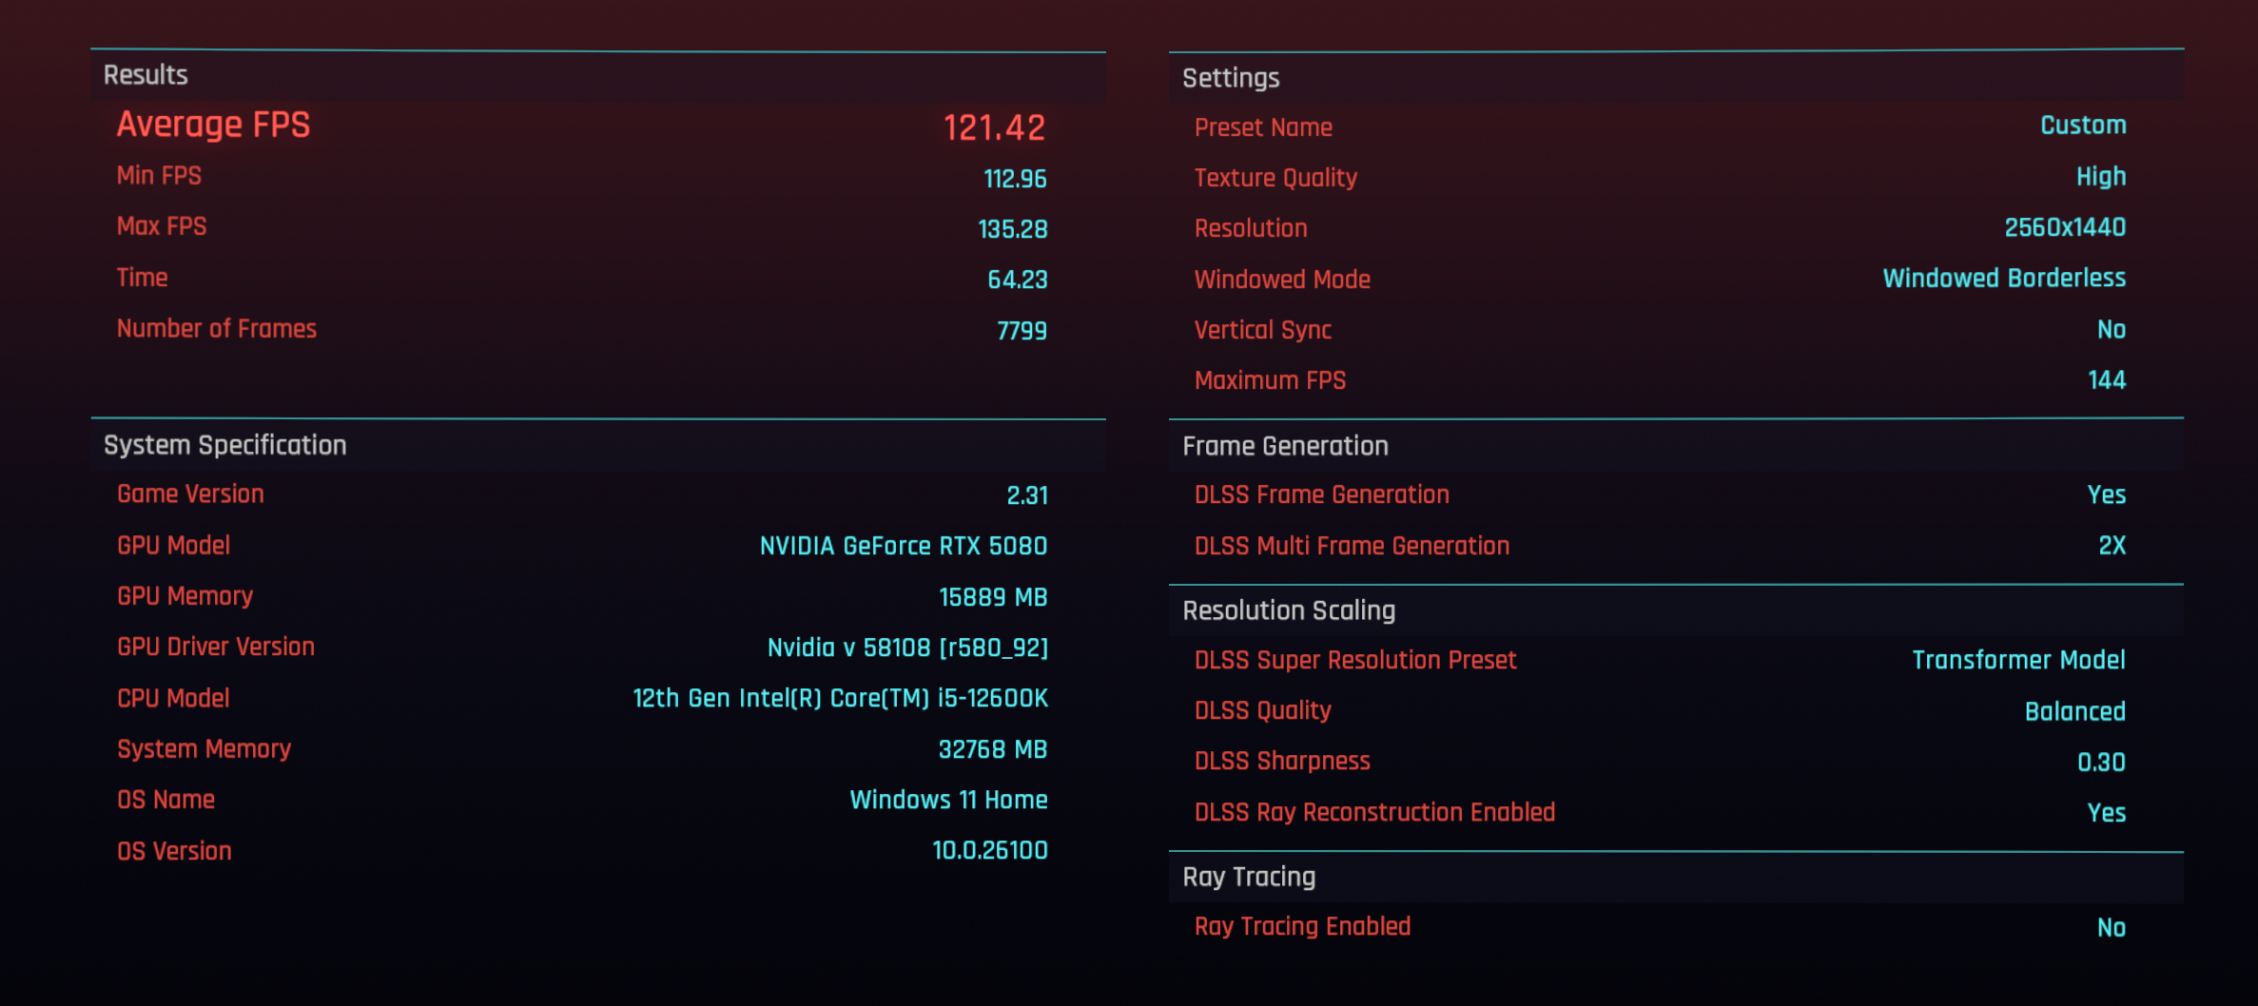 Results
Average FPS 121.42
Min FPS 112.96
Max FPS 135.28
Time 64.23
Number of Frames 7799
System Specification
Game Version 2.31
GPU Model NVIDIA GeForce RTX 5080
GPU Memory 15889 MB
GPU Driver Version Nvidia v 58108 [r580_92]
CPU Model 12th Gen Intel(R) Core(TM) i5-12600K
System Memory 32768 MB
OS Name Windows 11 Home
OS Version 10.0.26100
Settings
Preset Name Custom
Texture Quality High
Resolution 2560x1440
Windowed Mode Windowed Borderless
Vertical Sync No
Maximum FPS 144
Frame Generation
DLSS Frame Generation Yes
DLSS Multi Frame Generation 2X
Resolution Scaling
DLSS Super Resolution Preset Transformer Model
DLSS Quality Balanced
DLSS Sharpness 0.30
DLSS Ray Reconstruction Enabled Yes
Ray Tracing
Ray Tracing Enabled No